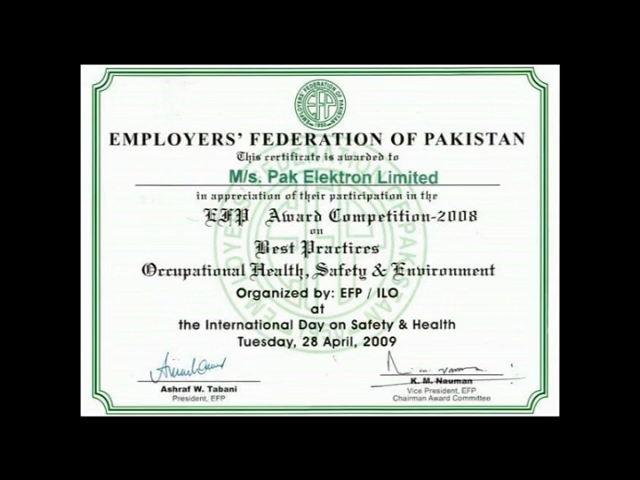 EMPLOYERS' FEDERATION OF PAKISTAN
This certificate is awarded to
M/s. Pak Elektron Limited
in appreciation of their participation in the
EFP Award Competition-2008
on
Best Practices
Occupational Health, Safety & Environment
Organized by: EFP / ILO
at
the International Day on Safety & Health
Tuesday, 28 April, 2009
Ashraf W. Tabani
President, EFP
K. M. Nauman
Vice President, EFP
Chairman Award Committee